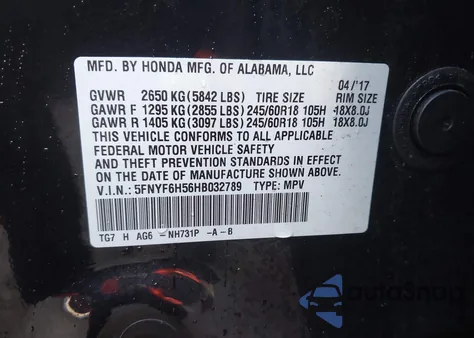 MFD. BY HONDA MFG. OF ALABAMA, LLC
04/'17
GVWR 2650 KG(5842 LBS) TIRE SIZE RIM SIZE
GAWR F 1295 KG(2855 LBS) 245/60R18 105H 18X8.0J
GAWR R 1405 KG(3097 LBS) 245/60R18 105H 18X8.0J
THIS VEHICLE CONFORMS TO ALL APPLICABLE
FEDERAL MOTOR VEHICLE SAFETY
AND THEFT PREVENTION STANDARDS IN EFFECT
ON THE DATE OF MANUFACTURE SHOWN ABOVE.
V.I.N.: 5FNYF6H56HB032789 TYPE: MPV
TG7 H AG6 - NH731P -A-B
autosnap